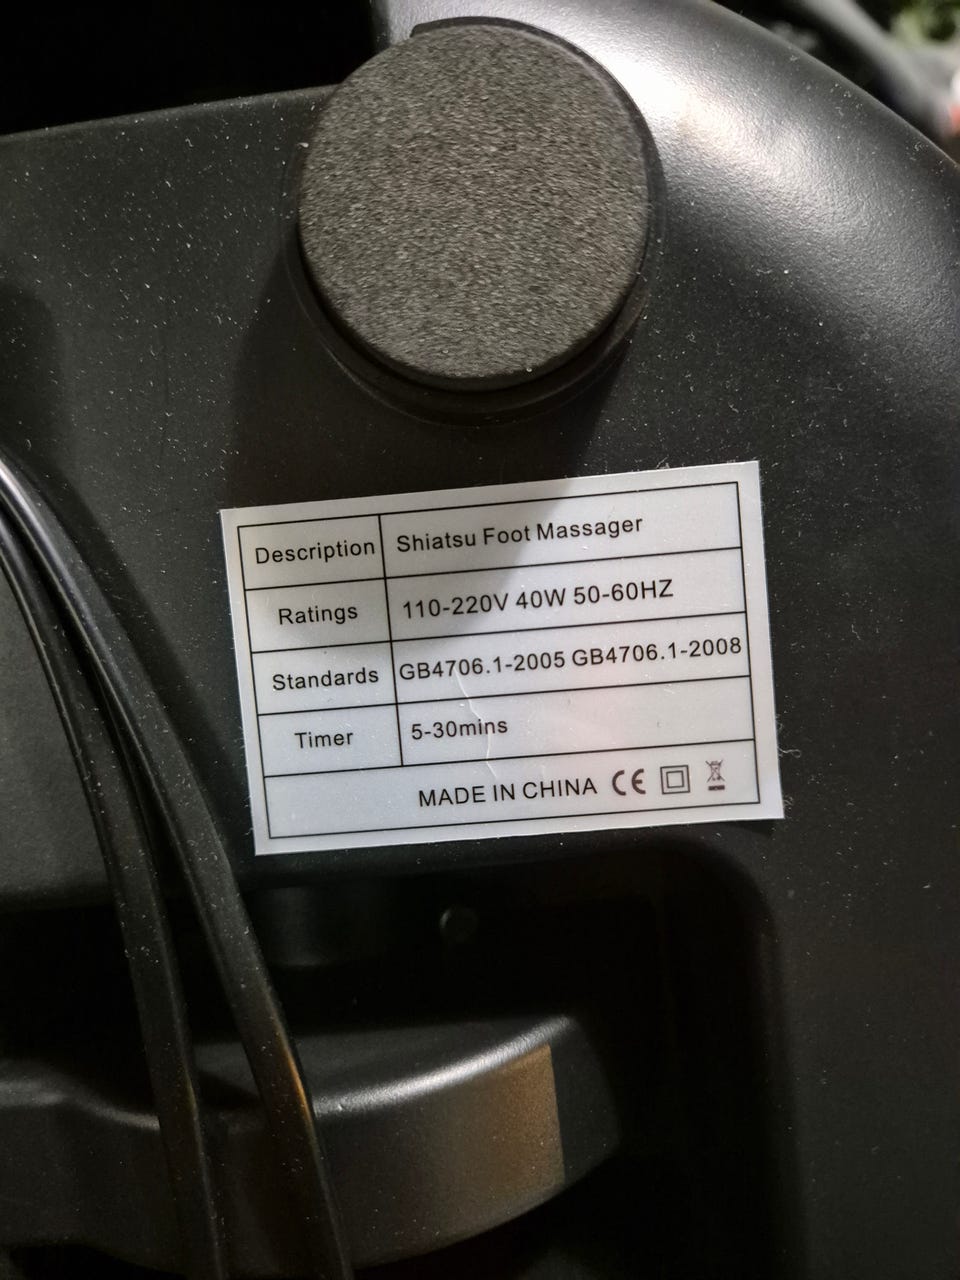 Description Shiatsu Foot Massager
Ratings 110-220V 40W 50-60HZ
Standards GB4706.1-2005 GB4706.1-2008
Timer 5-30mins
MADE IN CHINA CE